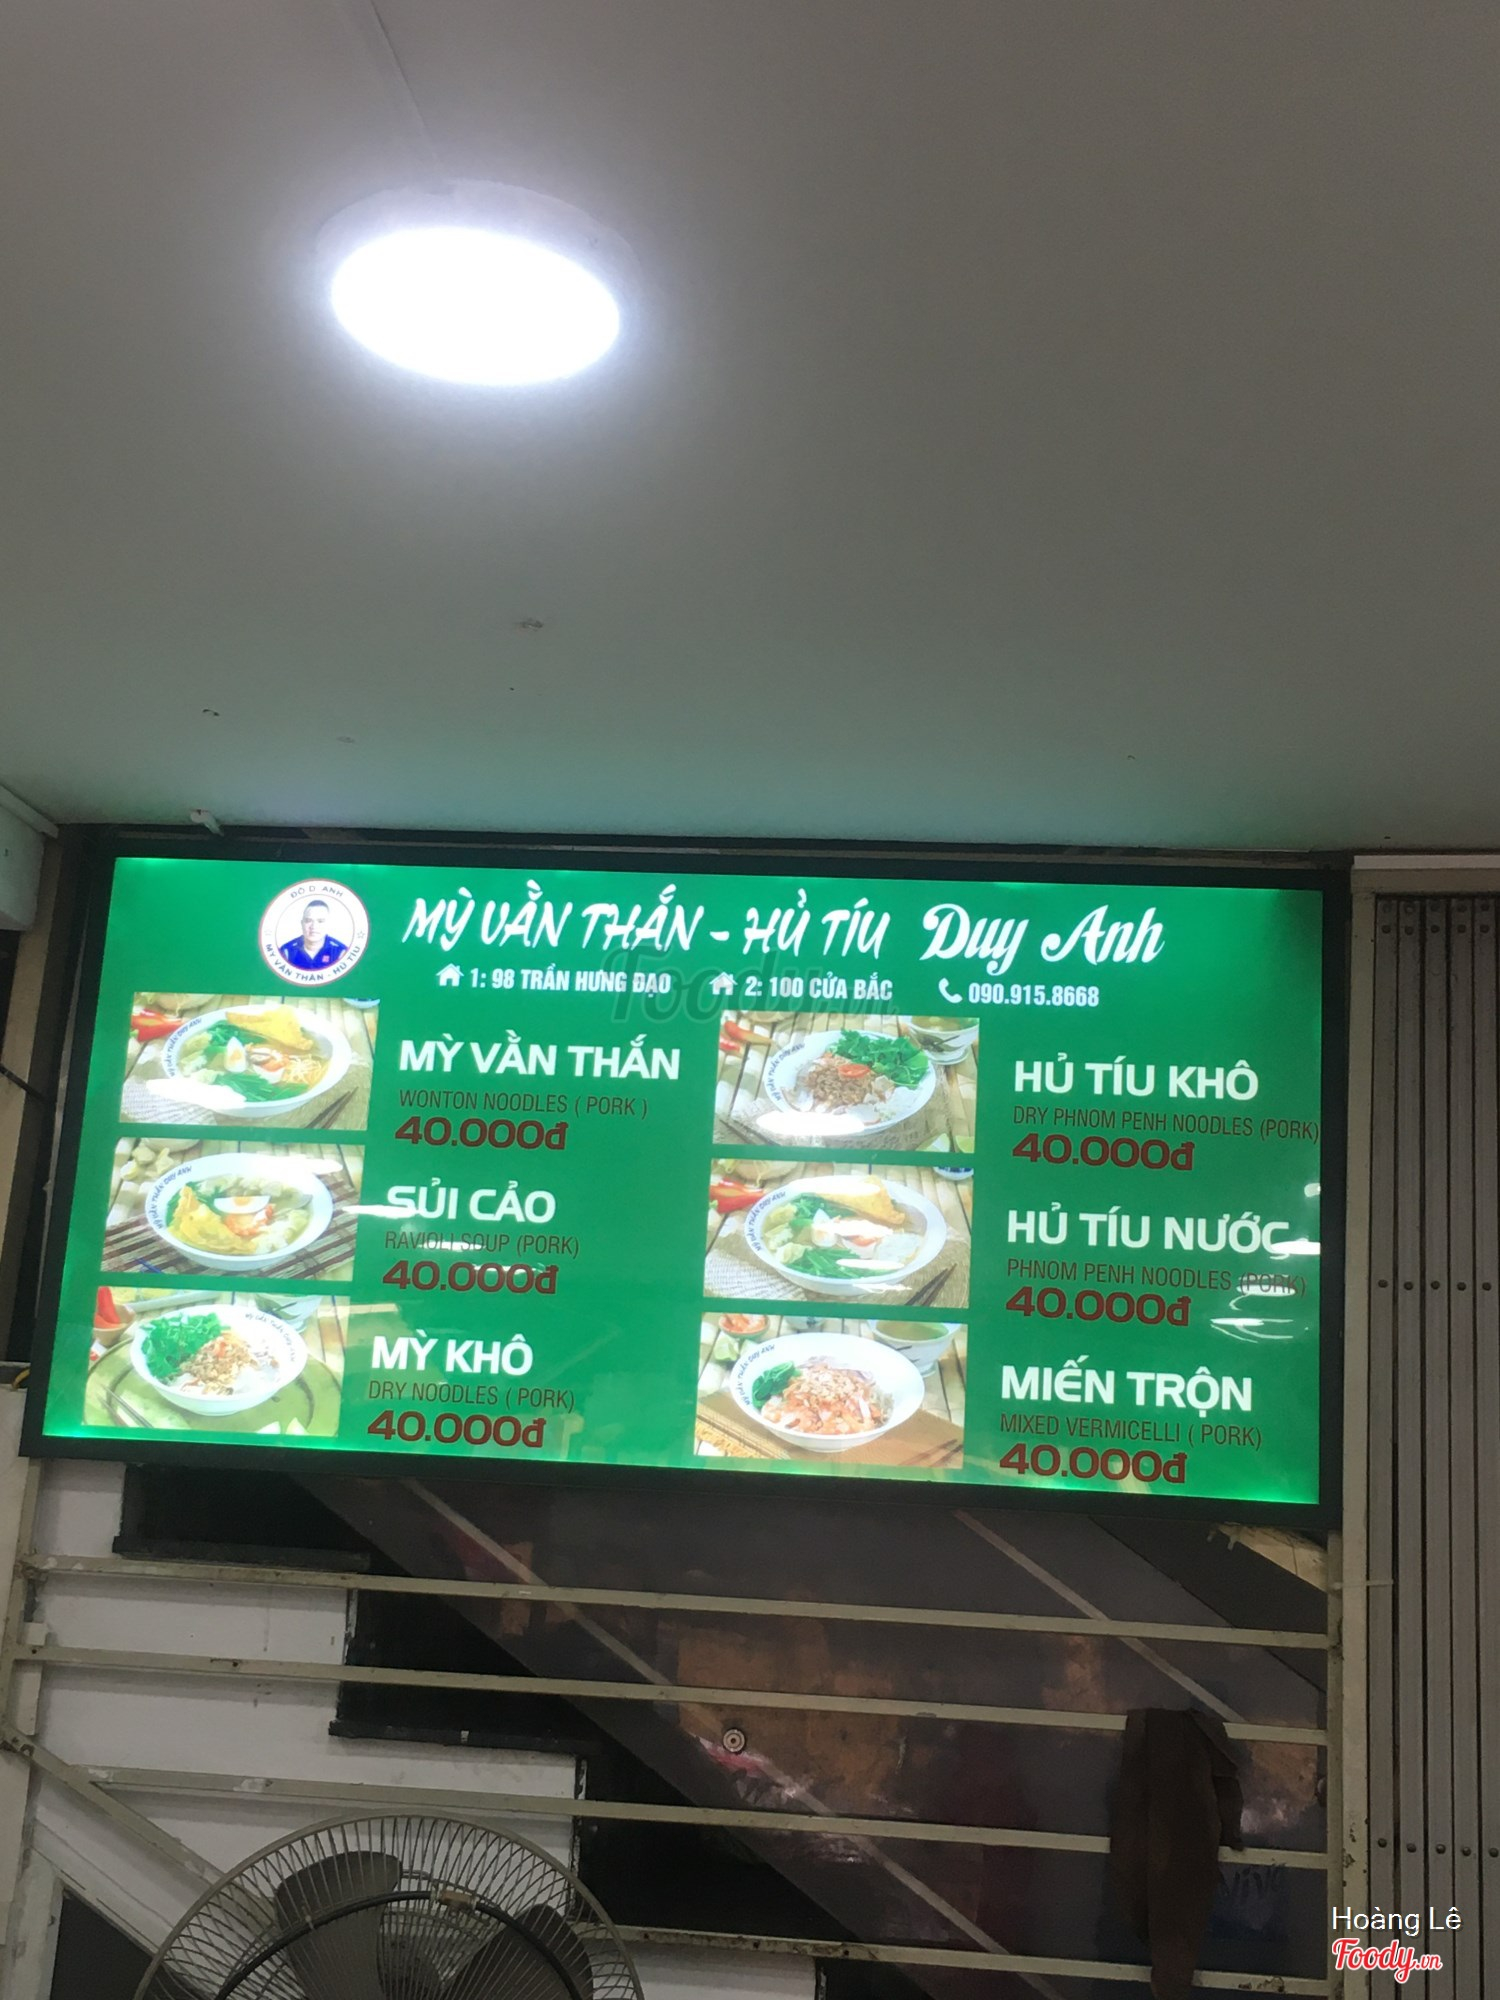 MỲ VẰN THẮN - HỦ TÍU Duy Anh
1: 98 TRẦN HƯNG ĐẠO 2: 100 CỬA BẮC 090.915.8668
MỲ VẰN THẮN - HỦ TÍU
MỲ VẰN THẮN
WONTON NOODLES ( PORK )
40.000đ
SỦI CẢO
RAVIOLI SOUP (PORK)
40.000đ
MỲ KHÔ
DRY NOODLES ( PORK)
40.000đ
HỦ TÍU KHÔ
DRY PHNOM PENH NOODLES (PORK)
40.000đ
HỦ TÍU NƯỚC
PHNOM PENH NOODLES (PORK)
40.000đ
MIẾN TRỘN
MIXED VERMICELLI ( PORK)
40.000đ
Foody.vn
Hoàng Lê
Foody.vn